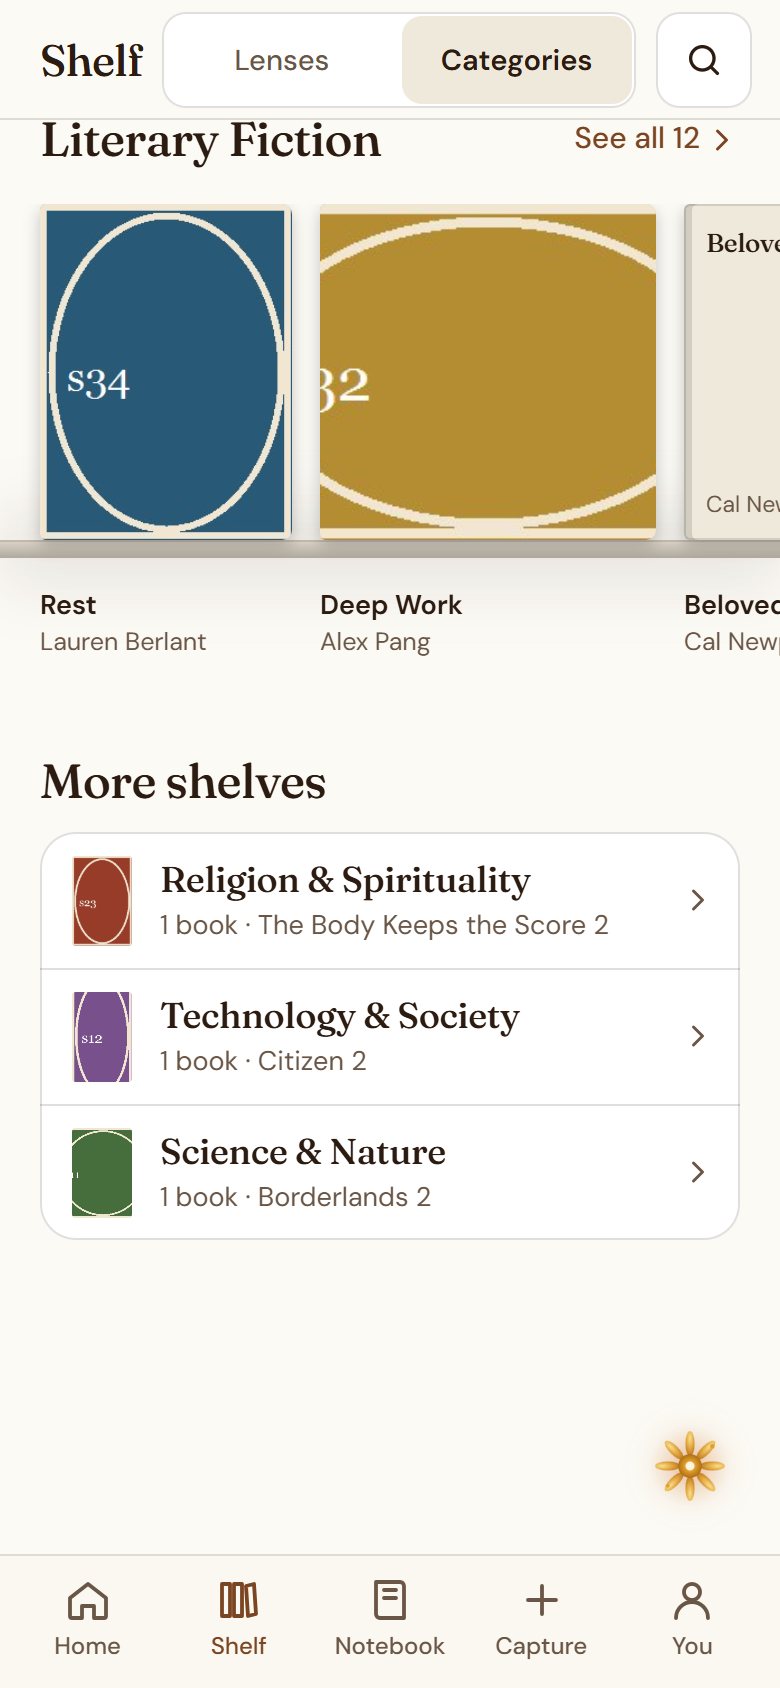 Shelf
Lenses
Categories
Literary Fiction
See all 12
s34
32
Belove
Cal New
Rest
Lauren Berlant
Deep Work
Alex Pang
Beloved
Cal Newp
More shelves
s23
Religion & Spirituality
1 book · The Body Keeps the Score 2
s12
Technology & Society
1 book · Citizen 2
Science & Nature
1 book · Borderlands 2
Home
Shelf
Notebook
Capture
You